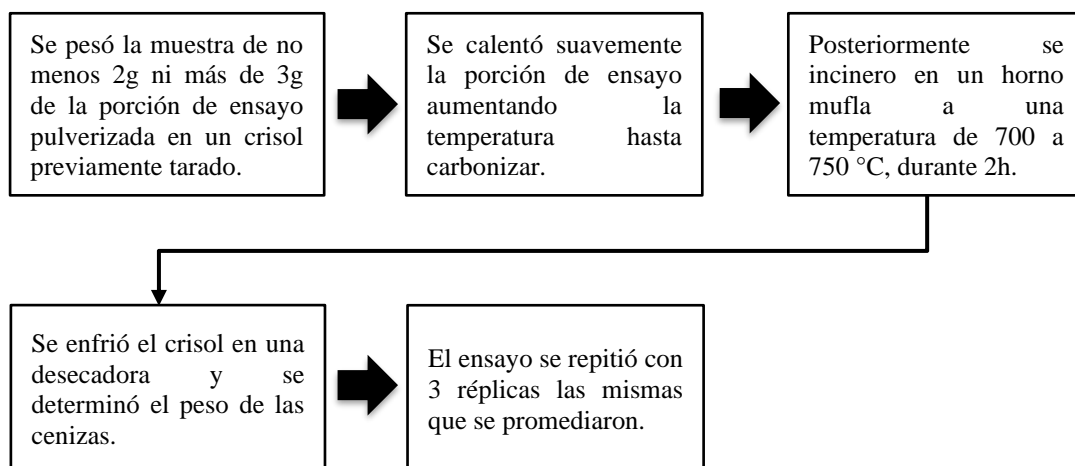 Se pesó la muestra de no
menos 2g ni más de 3g
de la porción de ensayo
pulverizada en un crisol
previamente tarado.
Se calentó suavemente
la porción de ensayo
aumentando la
temperatura hasta
carbonizar.
Posteriormente se
incinero en un horno
mufla a una
temperatura de 700 a
750 °C, durante 2h.
Se enfrió el crisol en una
desecadora y se
determinó el peso de las
cenizas.
El ensayo se repitió con
3 réplicas las mismas
que se promediaron.